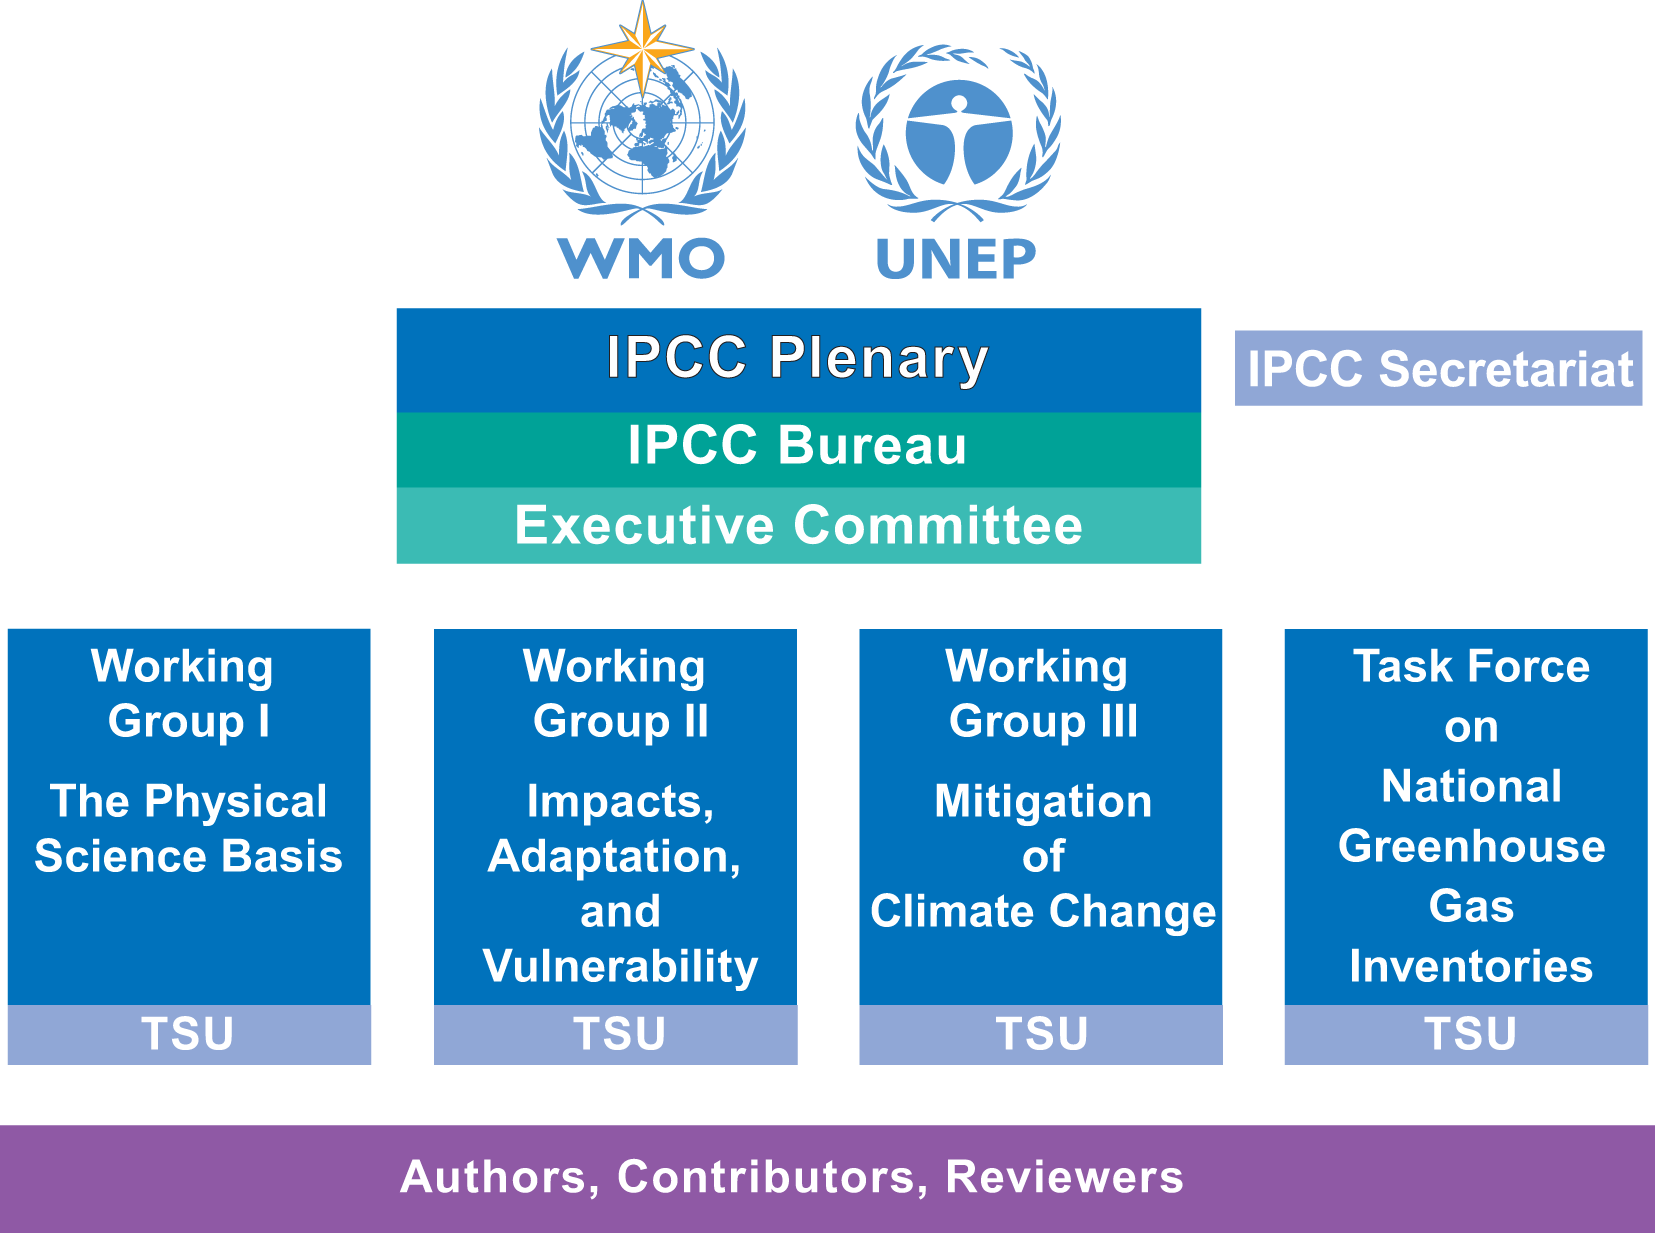 WMO
UNEP
IPCC Plenary
IPCC Secretariat
IPCC Bureau
Executive Committee
Working
Group I
The Physical
Science Basis
TSU
Working
Group II
Impacts,
Adaptation,
and
Vulnerability
TSU
Working
Group III
Mitigation
of
Climate Change
TSU
Task Force
on
National
Greenhouse
Gas
Inventories
TSU
Authors, Contributors, Reviewers